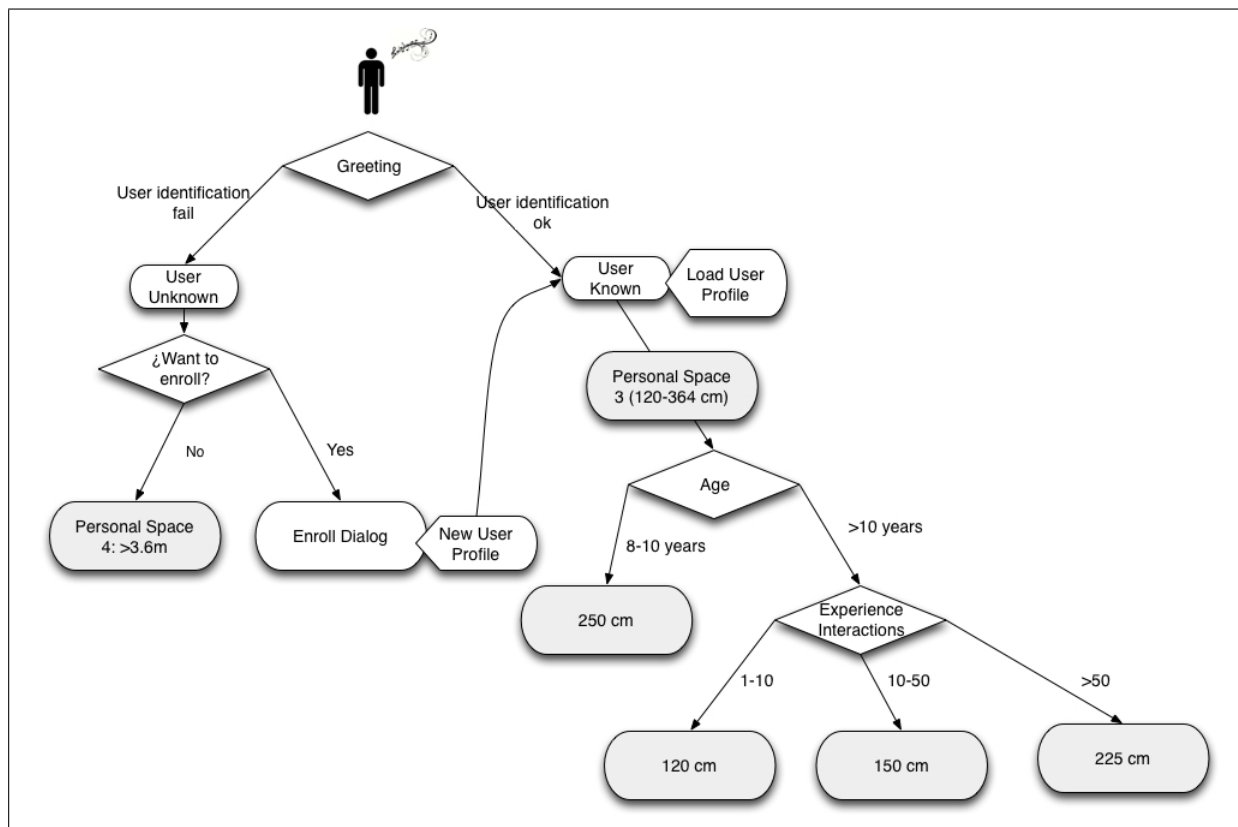 Greeting
User identification
fail
User identification
ok
User
Unknown
User
Known
Load User
Profile
¿Want to
enroll?
Personal Space
3 (120-364 cm)
No
Yes
Age
Personal Space
4: >3.6m
Enroll Dialog
New User
Profile
8-10 years
>10 years
250 cm
Experience
Interactions
1-10
10-50
>50
120 cm
150 cm
225 cm